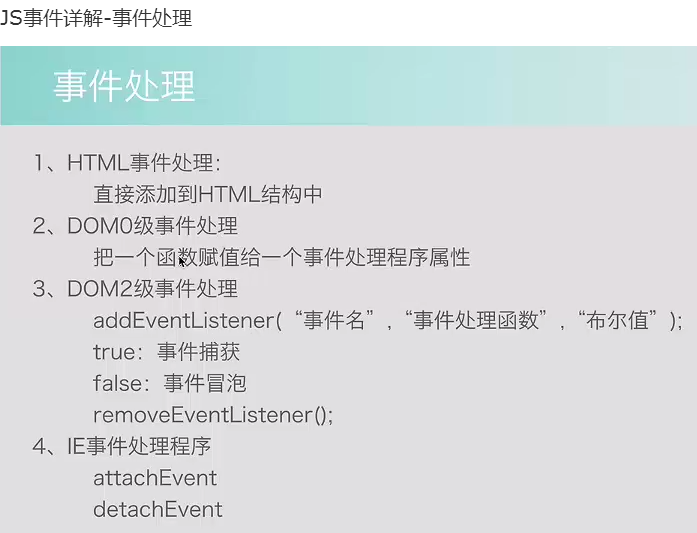 JS事件详解-事件处理
事件处理
1、HTML事件处理：
直接添加到HTML结构中
2、DOM0级事件处理
把一个函数赋值给一个事件处理程序属性
3、DOM2级事件处理
addEventListener(“事件名”,“事件处理函数”,“布尔值”);
true：事件捕获
false：事件冒泡
removeEventListener();
4、IE事件处理程序
attachEvent
detachEvent